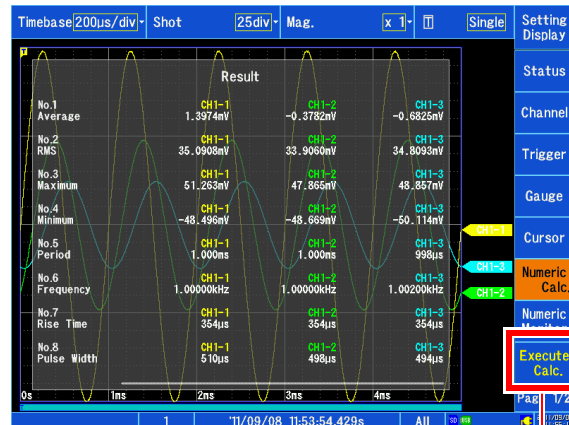 Timebase 200µs/div Shot 25div Mag. x 1 T Single Setting
Display
Status
Channel
Trigger
Gauge
Cursor
Numeric
Calc.
Numeric
Monitor
Execute
Calc.
T
Result
No.1 CH1-1 CH1-2 CH1-3
Average 1.3974mV -0.3782mV -0.6825mV
No.2 CH1-1 CH1-2 CH1-3
RMS 35.0908mV 33.9060mV 34.8093mV
No.3 CH1-1 CH1-2 CH1-3
Maximum 51.263mV 47.865mV 48.857mV
No.4 CH1-1 CH1-2 CH1-3
Minimum -48.496mV -48.669mV -50.114mV
CH1-1
No.5 CH1-1 CH1-2 CH1-3
Period 1.000ms 1.000ms 998µs
CH1-3
No.6 CH1-1 CH1-2 CH1-3
Frequency 1.00000kHz 1.00000kHz 1.00200kHz
CH1-2
No.7 CH1-1 CH1-2 CH1-3
Rise Time 354µs 354µs 354µs
No.8 CH1-1 CH1-2 CH1-3
Pulse Width 510µs 498µs 494µs
0s 1ms 2ms 3ms 4ms Pag 1/2
1 '11/09/08 11:53:54.429s All SD USB